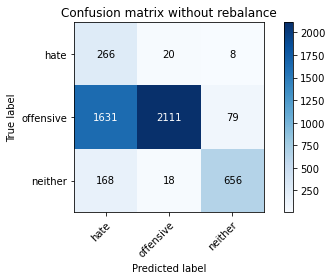 Confusion matrix without rebalance
hate 266 20 8
offensive 1631 2111 79
neither 168 18 656
hate offensive neither
True label
Predicted label
2000
1750
1500
1250
1000
750
500
250